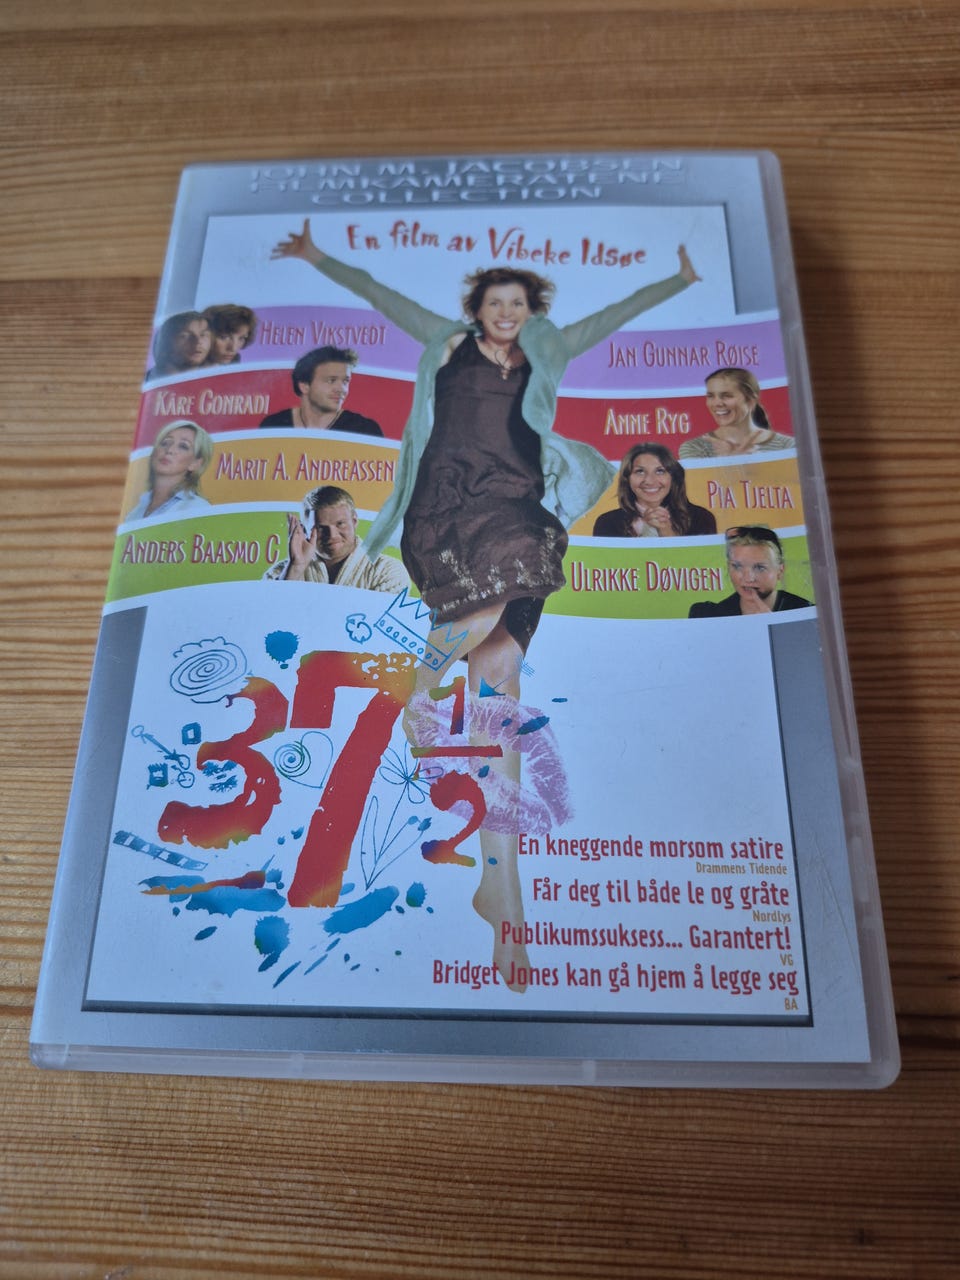 JOHN M. JACOBSEN
FILMKAMERATENE
COLLECTION
En film av Vibeke Idsøe
HELEN VIKSTVEDT
JAN GUNNAR RØISE
KÅRE CONRADI
ANNE RYG
MARIT A. ANDREASSEN
PIA TJELTA
ANDERS BAASMO C
ULRIKKE DØVIGEN
37 1/2
En kneggende morsom satire
Drammens Tidende
Får deg til både le og gråte
Nordlys
Publikumssuksess... Garantert!
VG
Bridget Jones kan gå hjem å legge seg
BA